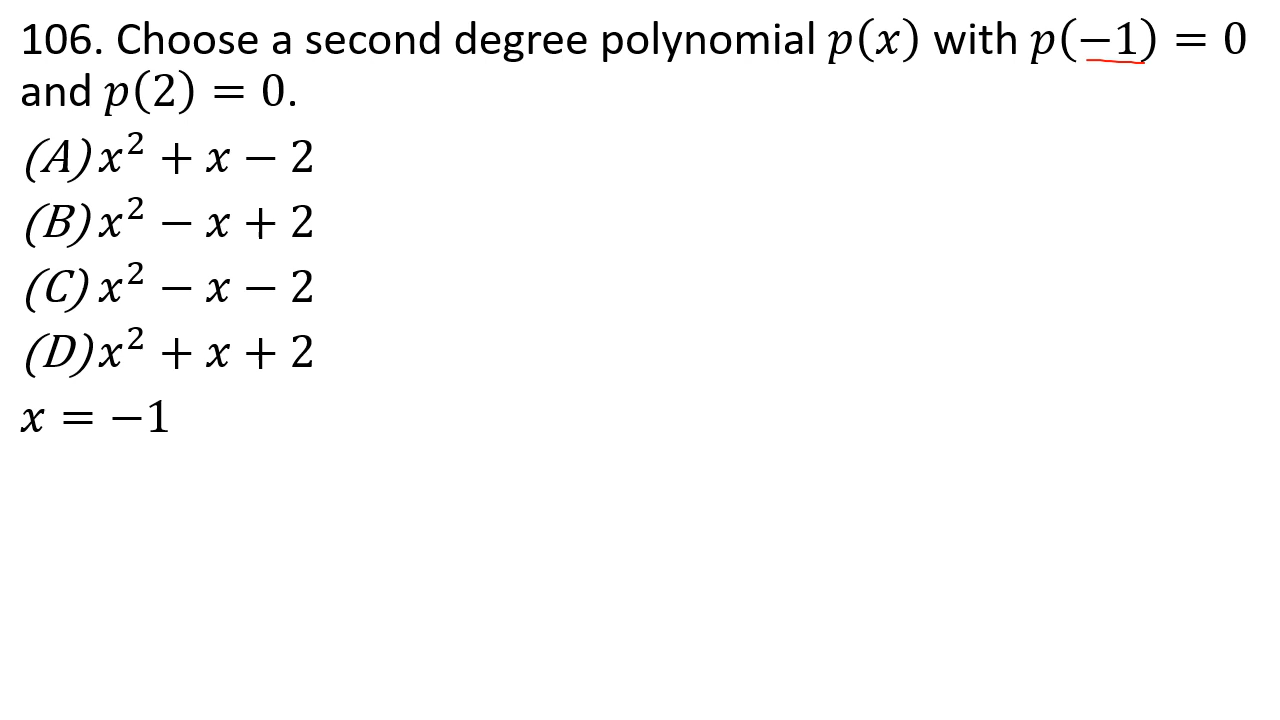 106. Choose a second degree polynomial p(x) with p(−1) = 0
and p(2) = 0.
(A) x² + x − 2
(B) x² − x + 2
(C) x² − x − 2
(D) x² + x + 2
x = −1